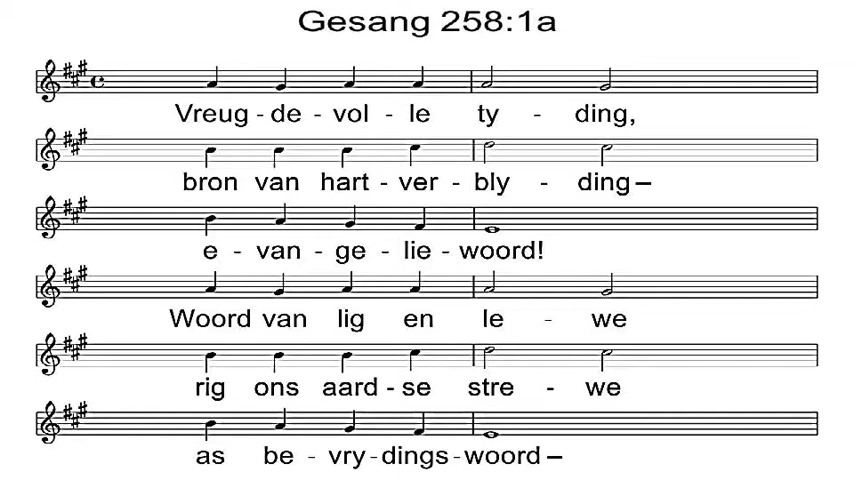 Gesang 258:1a
Vreug - de - vol - le ty - ding,
bron van hart - ver - bly - ding –
e - van - ge - lie - woord!
Woord van lig en le - we
rig ons aard - se stre - we
as be - vry - dings - woord –